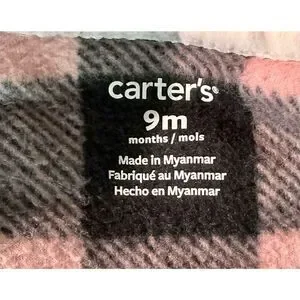 carter's®
9m
months / mois
Made in Myanmar
Fabriqué au Myanmar
Hecho en Myanmar